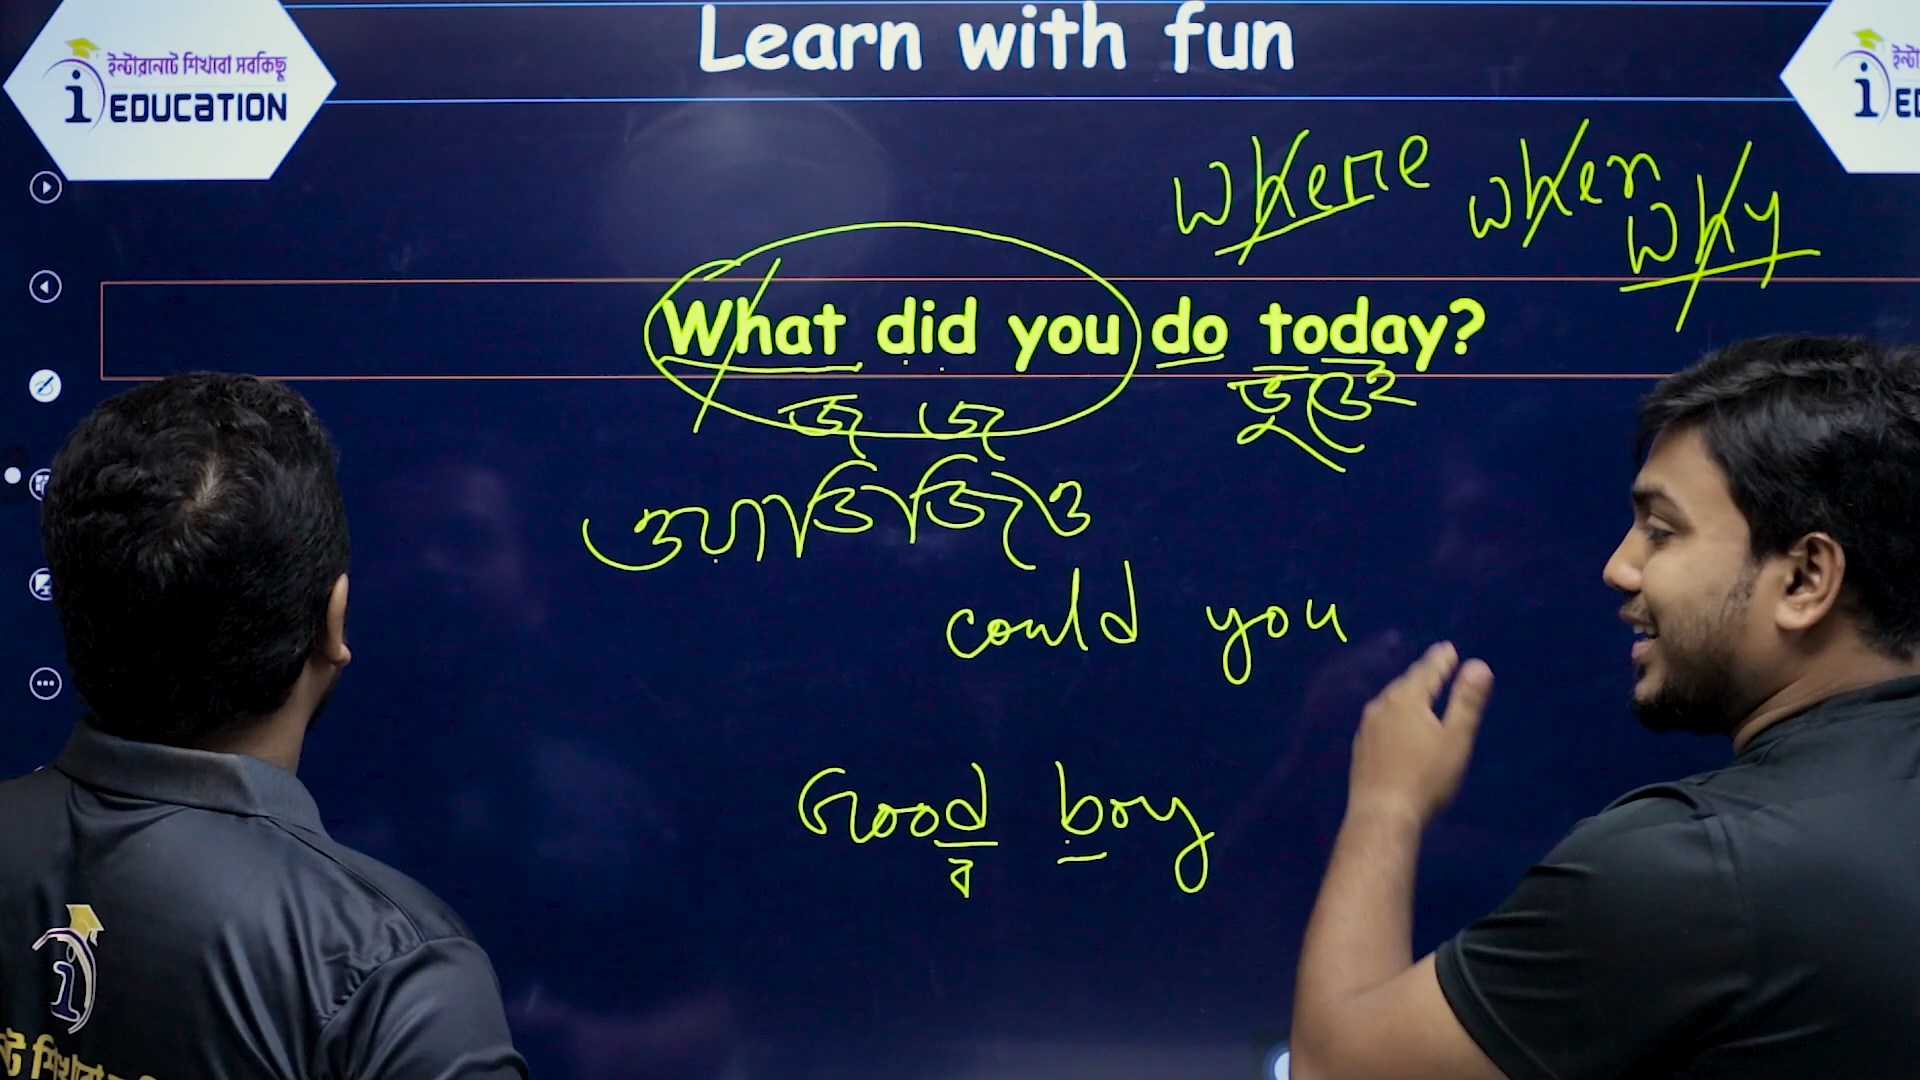 Learn with fun
ইন্টারনেটে শিখবো সবকিছু
i EDUCATION
where when
why
What did you do today?
জ জ
could you
Good boy
ব